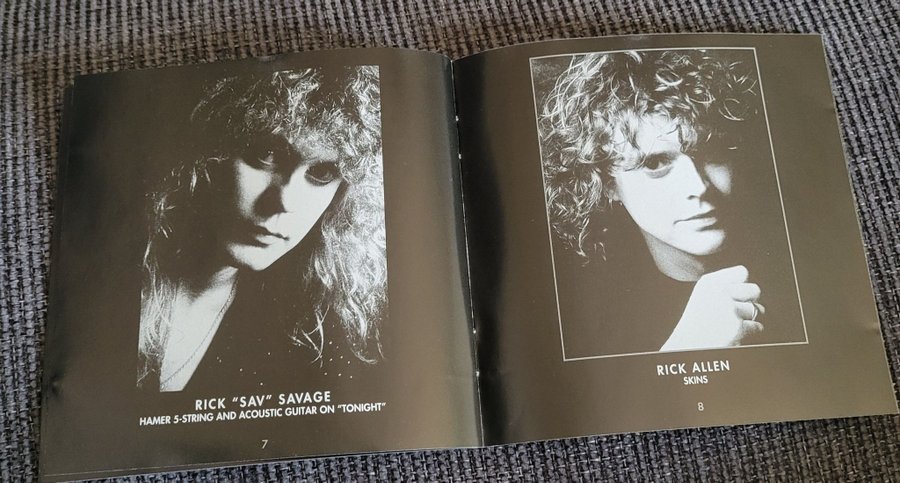 RICK "SAV" SAVAGE
HAMER 5-STRING AND ACOUSTIC GUITAR ON "TONIGHT"
7
RICK ALLEN
SKINS
8